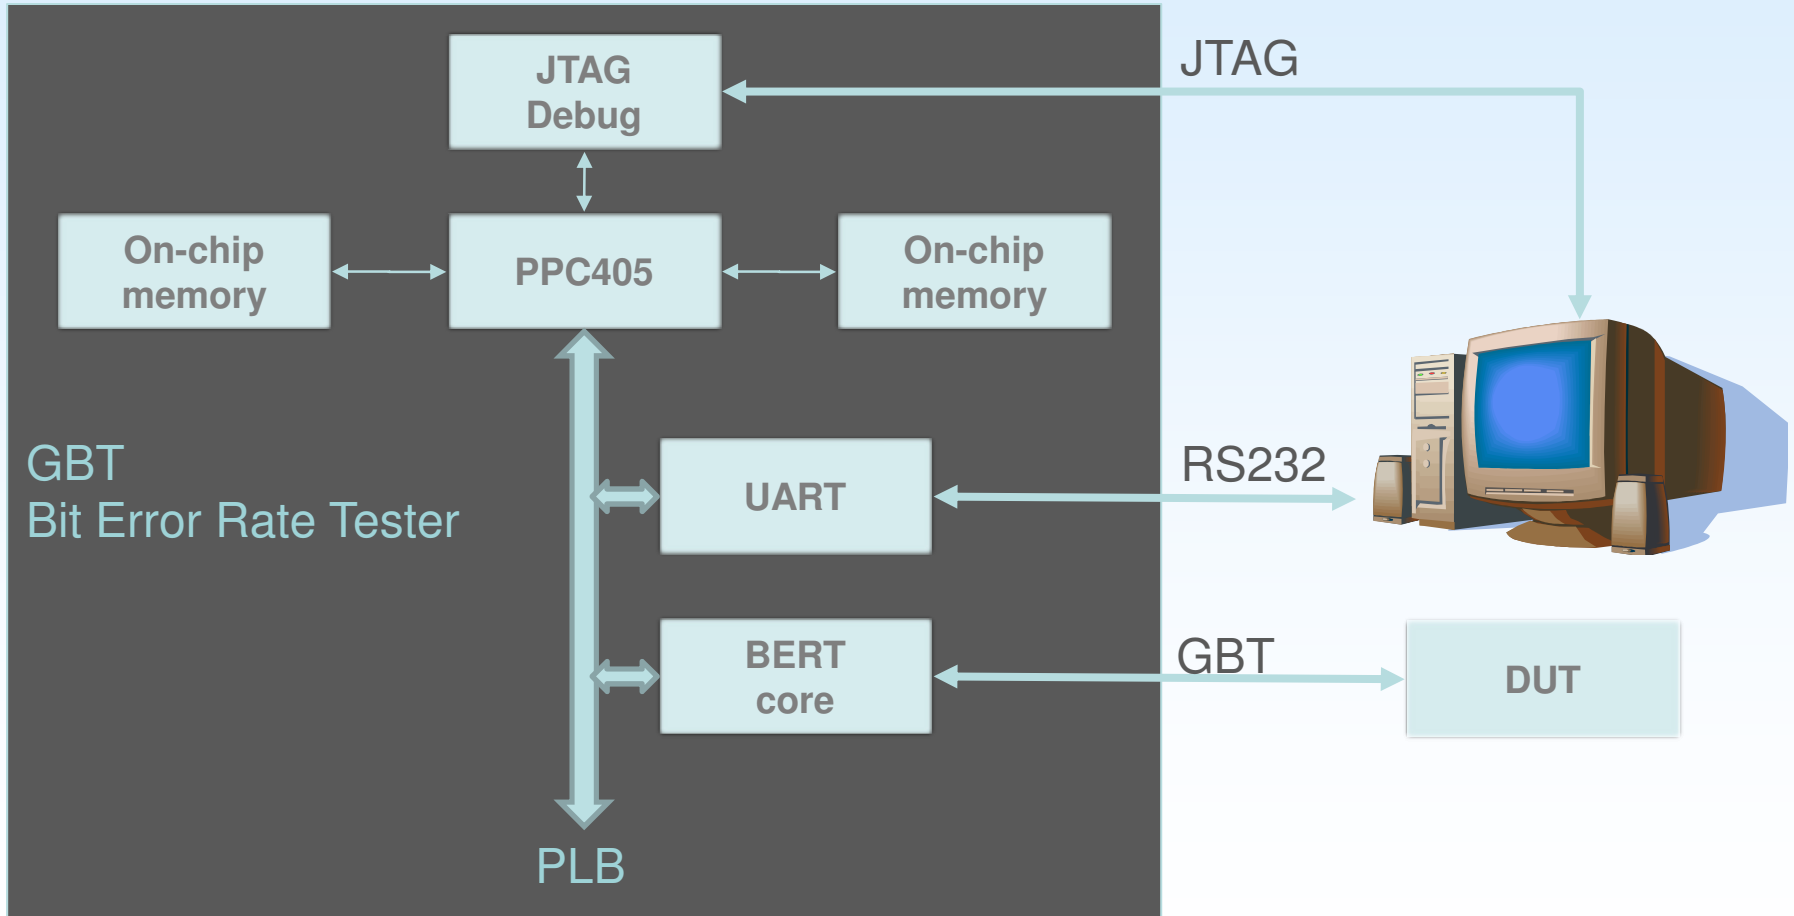 JTAG
Debug
JTAG
On-chip
memory
PPC405
On-chip
memory
GBT
Bit Error Rate Tester
UART
RS232
BERT
core
GBT
DUT
PLB